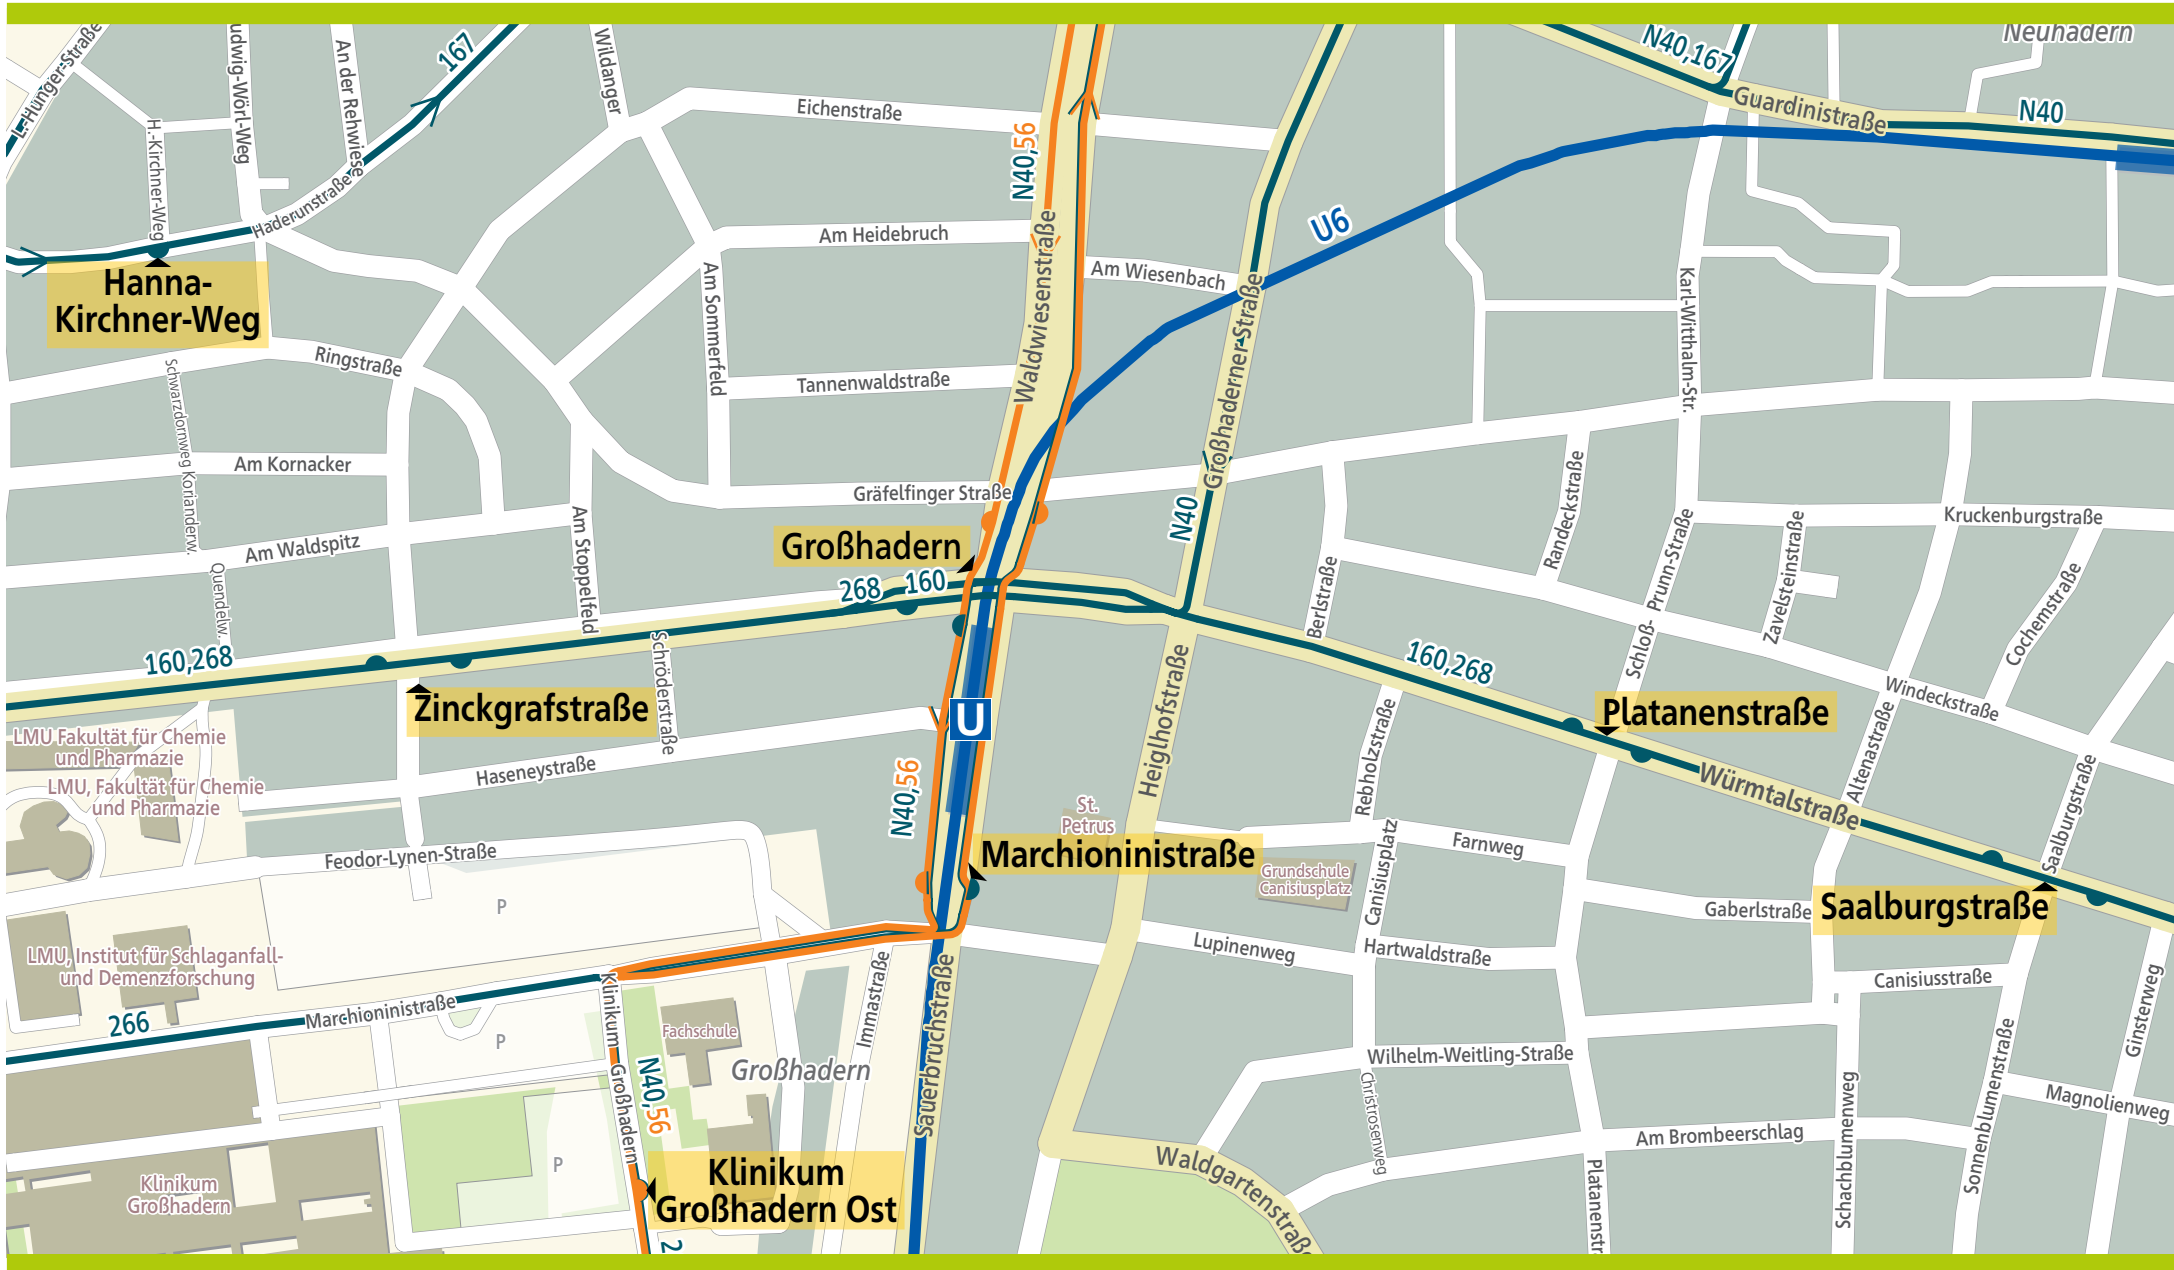 L.-Hunger-Straße
udwig-Wörl-Weg
An der Rehwiese
167
Wildanger
H.-Kirchner-Weg
Haderunstraße
Eichenstraße
N40,56
N40,167
Neuhadern
Guardinistraße
N40
U6
Am Heidebruch
Am Wiesenbach
Hanna-
Kirchner-Weg
Am Sommerfeld
Waldwiesenstraße
Großhaderner Straße
Karl-Witthalm-Str.
Ringstraße
Tannenwaldstraße
Schwarzdornweg
Korianderw.
Am Kornacker
Gräfelfinger Straße
N40
Randeckstraße
Kruckenburgstraße
Am Waldspitz
Am Stoppelfeld
Großhadern
Quendelw.
268
160
Berlstraße
Schloß-
Prunn-Straße
Zavelsteinstraße
Cochemstraße
160,268
Schröderstraße
160,268
Zinckgrafstraße
Heiglhofstraße
Platanenstraße
Windeckstraße
U
LMU Fakultät für Chemie
und Pharmazie
LMU, Fakultät für Chemie
und Pharmazie
Haseneystraße
N40,56
Rebholzstraße
Altenastraße
Würmtalstraße
Saalburgstraße
St.
Petrus
Feodor-Lynen-Straße
Marchioninistraße
Grundschule
Canisiusplatz
Canisiusplatz
Farnweg
Gaberlstraße
Saalburgstraße
P
LMU, Institut für Schlaganfall-
und Demenzforschung
Lupinenweg
Hartwaldstraße
Canisiusstraße
Marchioninistraße
266
Klinikum
Großhadern
P
Fachschule
Immastraße
Sauerbruchstraße
Großhadern
N40,56
Wilhelm-Weitling-Straße
Christrosenweg
Ginsterweg
Magnolienweg
Sonnenblumenstraße
Schachblumenweg
Am Brombeerschlag
Platanenstr
Waldgartenstraße
P
Klinikum
Großhadern
Klinikum
Großhadern Ost
2